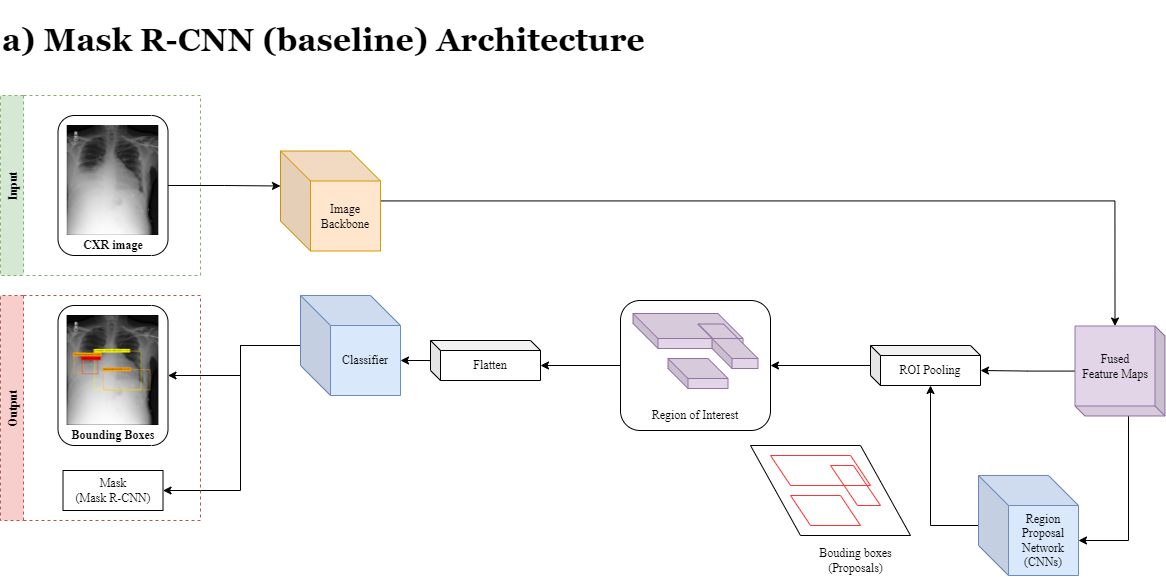 a) Mask R-CNN (baseline) Architecture
Input
CXR image
Image
Backbone
Output
Bounding Boxes
Mask
(Mask R-CNN)
Classifier
Flatten
Region of Interest
ROI Pooling
Fused
Feature Maps
Bouding boxes
(Proposals)
Region
Proposal
Network
(CNNs)